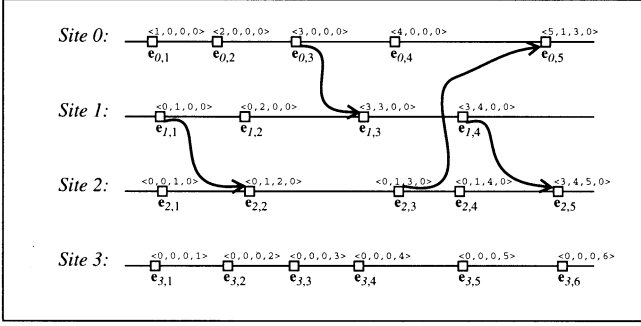 Site 0: <1,0,0,0> <2,0,0,0> <3,0,0,0> <4,0,0,0> <5,1,3,0>
e0,1 e0,2 e0,3 e0,4 e0,5
Site 1: <0,1,0,0> <0,2,0,0> <3,3,0,0> <3,4,0,0>
e1,1 e1,2 e1,3 e1,4
Site 2: <0,0,1,0> <0,1,2,0> <0,1,3,0> <0,1,4,0> <3,4,5,0>
e2,1 e2,2 e2,3 e2,4 e2,5
Site 3: <0,0,0,1> <0,0,0,2> <0,0,0,3> <0,0,0,4> <0,0,0,5> <0,0,0,6>
e3,1 e3,2 e3,3 e3,4 e3,5 e3,6